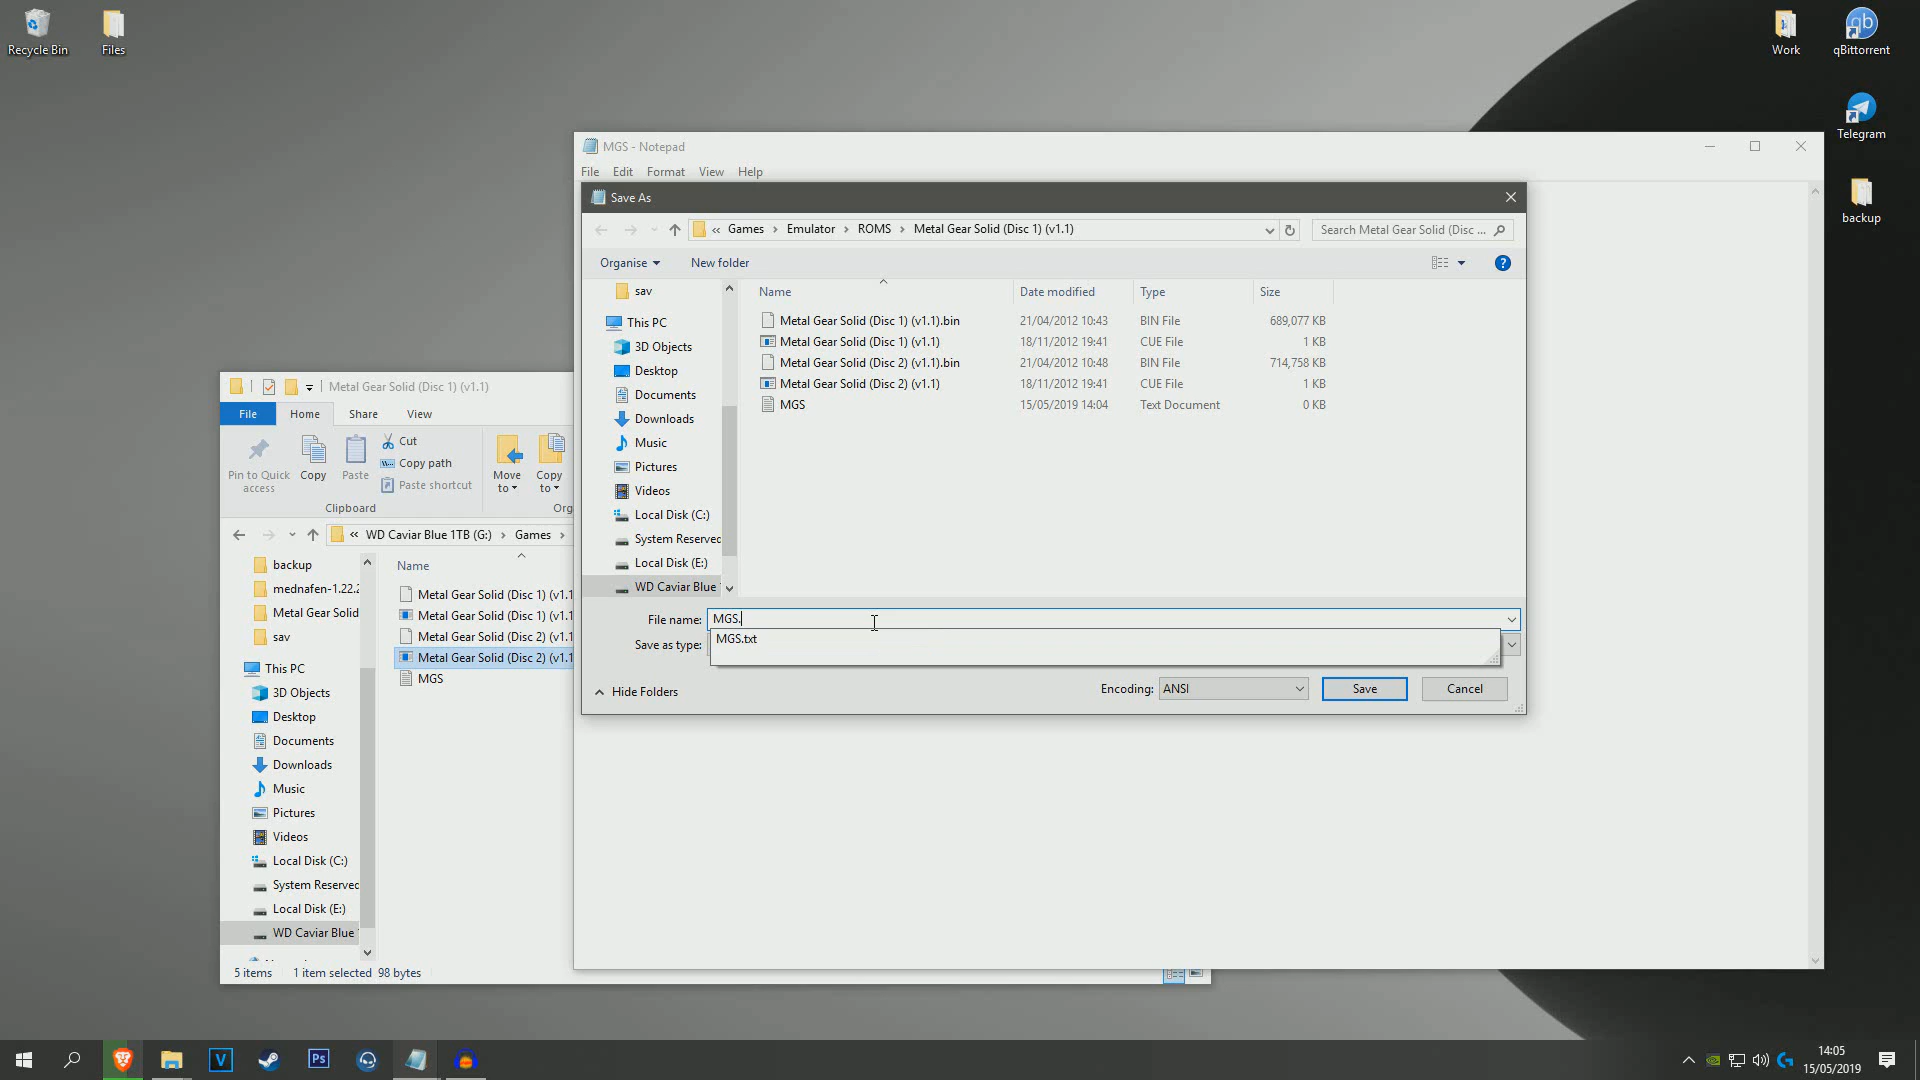 Recycle Bin
Files
Work
qBittorrent
Telegram
backup
MGS - Notepad
File Edit Format View Help
Save As
« Games › Emulator › ROMS › Metal Gear Solid (Disc 1) (v1.1)
Search Metal Gear Solid (Disc ...
Organise
New folder
sav
This PC
3D Objects
Desktop
Documents
Downloads
Music
Pictures
Videos
Local Disk (C:)
System Reserved
Local Disk (E:)
WD Caviar Blue
Name Date modified Type Size
Metal Gear Solid (Disc 1) (v1.1).bin 21/04/2012 10:43 BIN File 689,077 KB
Metal Gear Solid (Disc 1) (v1.1) 18/11/2012 19:41 CUE File 1 KB
Metal Gear Solid (Disc 2) (v1.1).bin 21/04/2012 10:48 BIN File 714,758 KB
Metal Gear Solid (Disc 2) (v1.1) 18/11/2012 19:41 CUE File 1 KB
MGS 15/05/2019 14:04 Text Document 0 KB
File name: MGS.
MGS.txt
Save as type:
Hide Folders
Encoding: ANSI
Save
Cancel
Metal Gear Solid (Disc 1) (v1.1)
File Home Share View
Pin to Quick
access
Copy
Paste
Cut
Copy path
Paste shortcut
Move
to
Copy
to
Clipboard
Org
« WD Caviar Blue 1TB (G:) › Games ›
backup
mednafen-1.22.2
Metal Gear Solid
sav
This PC
3D Objects
Desktop
Documents
Downloads
Music
Pictures
Videos
Local Disk (C:)
System Reserved
Local Disk (E:)
WD Caviar Blue
Name
Metal Gear Solid (Disc 1) (v1.1
Metal Gear Solid (Disc 1) (v1.1
Metal Gear Solid (Disc 2) (v1.1
Metal Gear Solid (Disc 2) (v1.1
MGS
5 items 1 item selected 98 bytes
14:05
15/05/2019